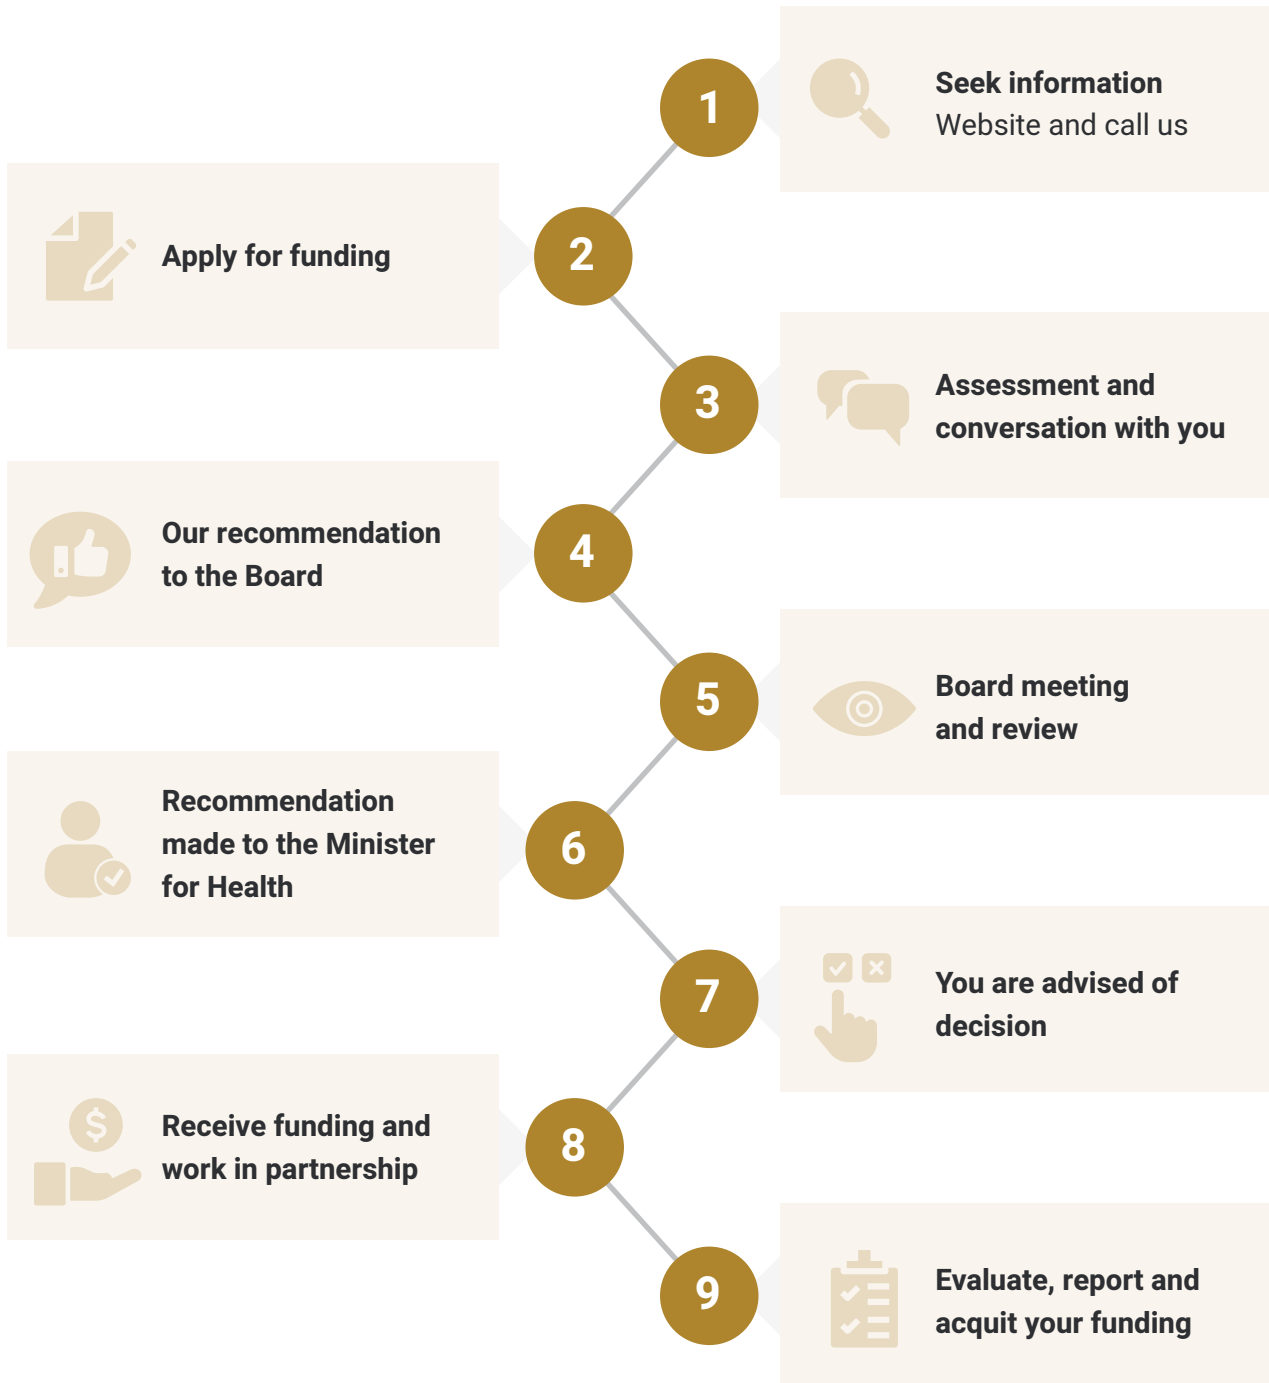 1
Seek information
Website and call us
2
Apply for funding
3
Assessment and
conversation with you
4
Our recommendation
to the Board
5
Board meeting
and review
6
Recommendation
made to the Minister
for Health
7
You are advised of
decision
8
$
Receive funding and
work in partnership
9
Evaluate, report and
acquit your funding